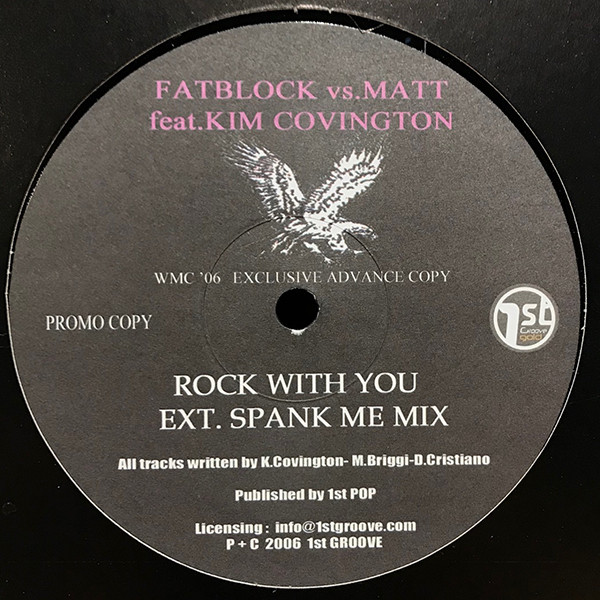 FATBLOCK vs.MATT
feat.KIM COVINGTON
WMC '06 EXCLUSIVE ADVANCE COPY
PROMO COPY
1st
Groove
gold
ROCK WITH YOU
EXT. SPANK ME MIX
All tracks written by K.Covington- M.Briggi-D.Cristiano
Published by 1st POP
Licensing : info@1stgroove.com
P + C 2006 1st GROOVE